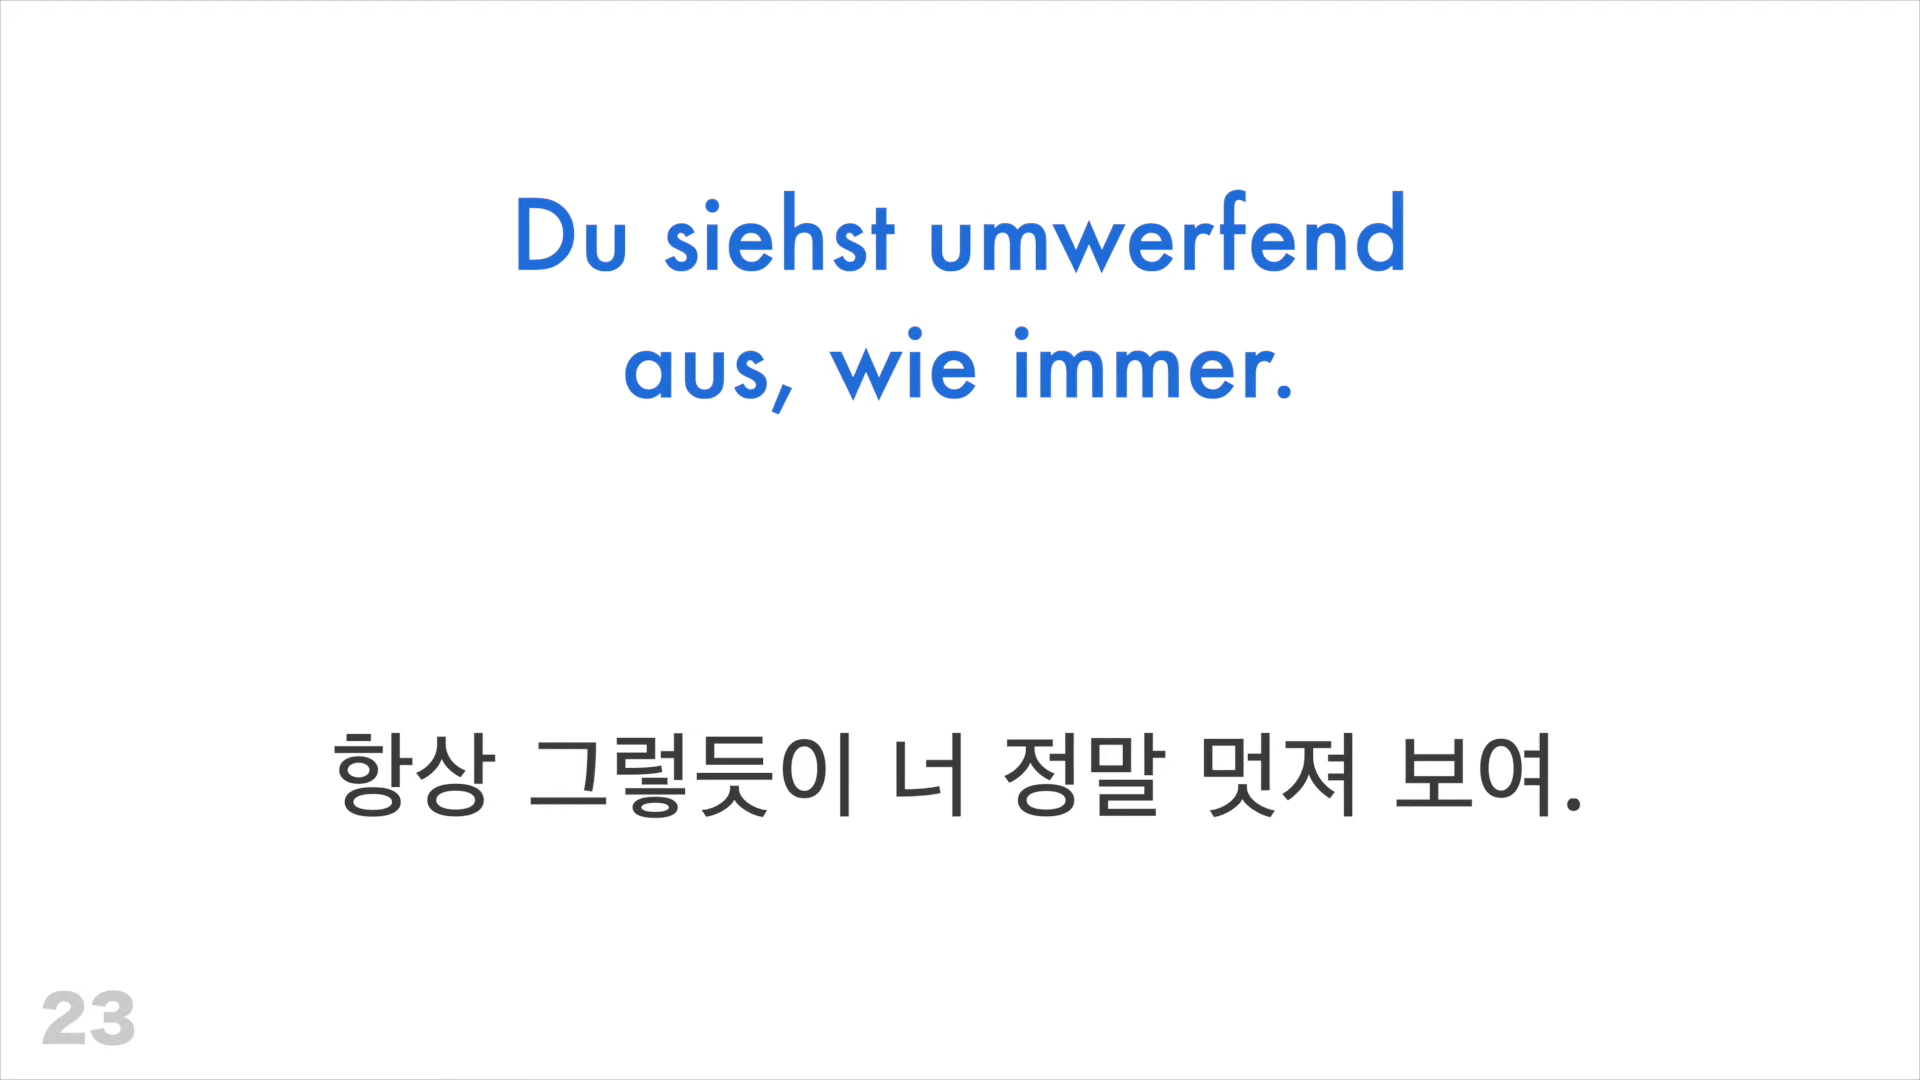 Du siehst umwerfend
aus, wie immer.
항상 그렇듯이 너 정말 멋져 보여.
23